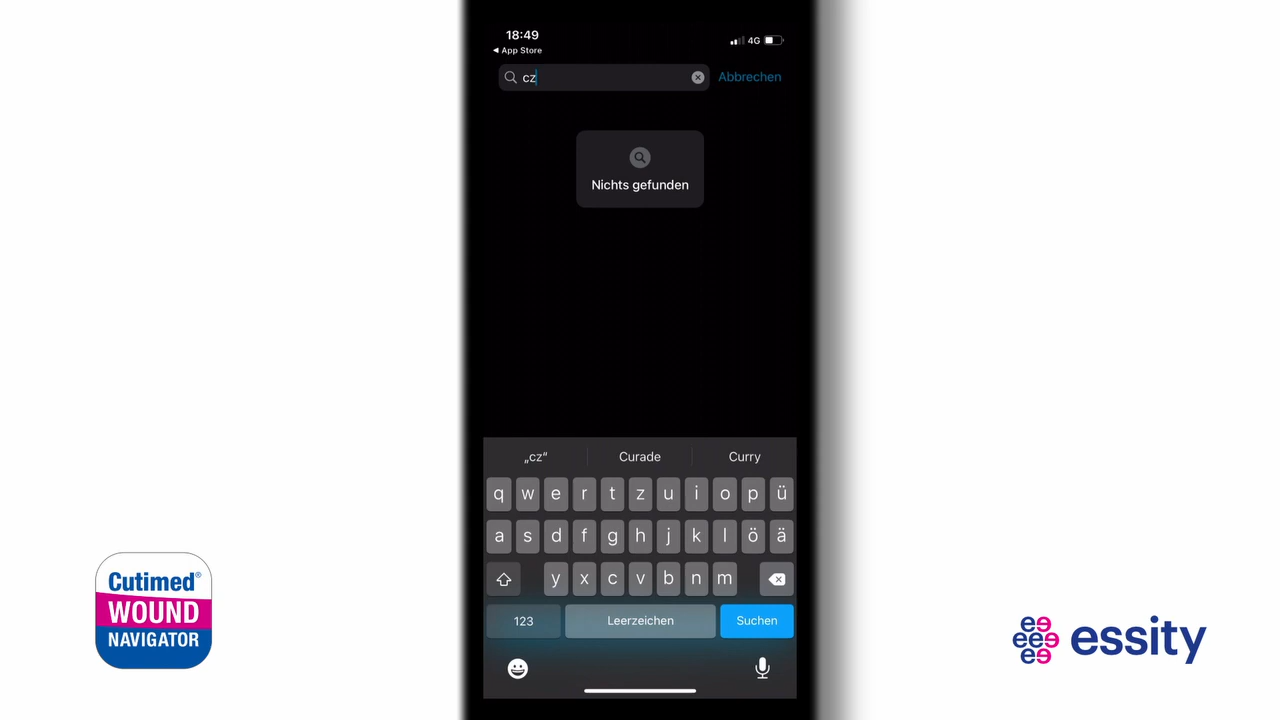 18:49
4G
◀ App Store
cz
Abbrechen
Nichts gefunden
„cz“
Curade
Curry
q w e r t z u i o p ü
a s d f g h j k l ö ä
y x c v b n m
123
Leerzeichen
Suchen
Cutimed®
WOUND
NAVIGATOR
essity